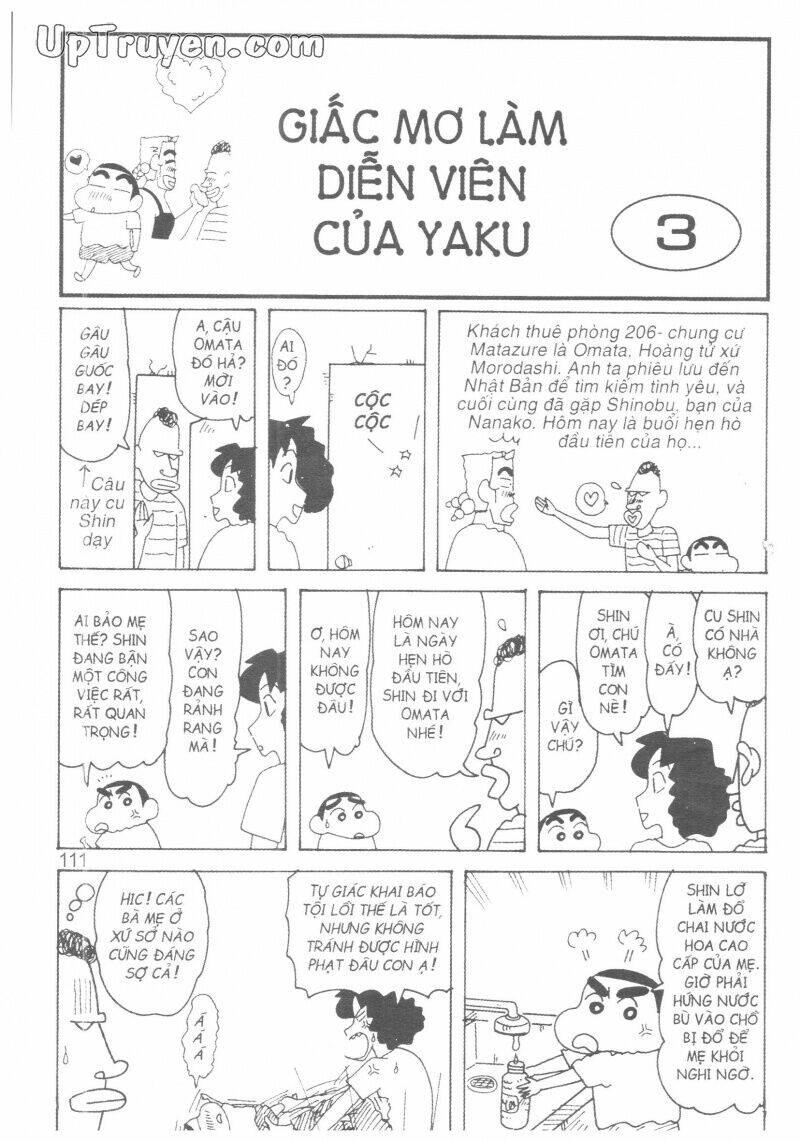 UpTruyen.com
GIẤC MƠ LÀM
DIỄN VIÊN
CỦA YAKU
3
Khách thuê phòng 206- chung cư
Matazure là Omata, Hoàng tử xứ
Morodashi. Anh ta phiêu lưu đến
Nhật Bản để tìm kiếm tình yêu, và
cuối cùng đã gặp Shinobu, bạn của
Nanako. Hôm nay là buổi hẹn hò
đầu tiên của họ...
CỘC
CỘC
AI
ĐÓ
?
A, CẬU
OMATA
ĐÓ HẢ?
MỜI
VÀO!
GÂU
GÂU
GUỐC
BAY!
DÉP
BAY!
Câu
này cu
Shin
dạy
CU SHIN
CÓ NHÀ
KHÔNG
Ạ?
À,
CÓ
ĐẤY!
SHIN
ƠI, CHÚ
OMATA
TÌM
CON
NÈ!
GÌ
VẬY
CHÚ?
HÔM NAY
LÀ NGÀY
HẸN HÒ
ĐẦU TIÊN,
SHIN ĐI VỚI
OMATA
NHÉ!
Ơ, HÔM
NAY
KHÔNG
ĐƯỢC
ĐÂU!
SAO
VẬY?
CON
ĐANG
RẢNH
RANG
MÀ!
AI BẢO MẸ
THẾ? SHIN
ĐANG BẬN
MỘT CÔNG
VIỆC RẤT,
RẤT QUAN
TRỌNG!
111
SHIN LỠ
LÀM ĐỔ
CHAI NƯỚC
HOA CAO
CẤP CỦA MẸ.
GIỜ PHẢI
HỨNG NƯỚC
BÙ VÀO CHỖ
BỊ ĐỔ ĐỂ
MẸ KHỎI
NGHI NGỜ.
TỰ GIÁC KHAI BÁO
TỘI LỖI THẾ LÀ TỐT,
NHƯNG KHÔNG
TRÁNH ĐƯỢC HÌNH
PHẠT ĐÂU CON Ạ!
Á
Á
Á
HIC! CÁC
BÀ MẸ Ở
XỨ SỞ NÀO
CŨNG ĐÁNG
SỢ CẢ!